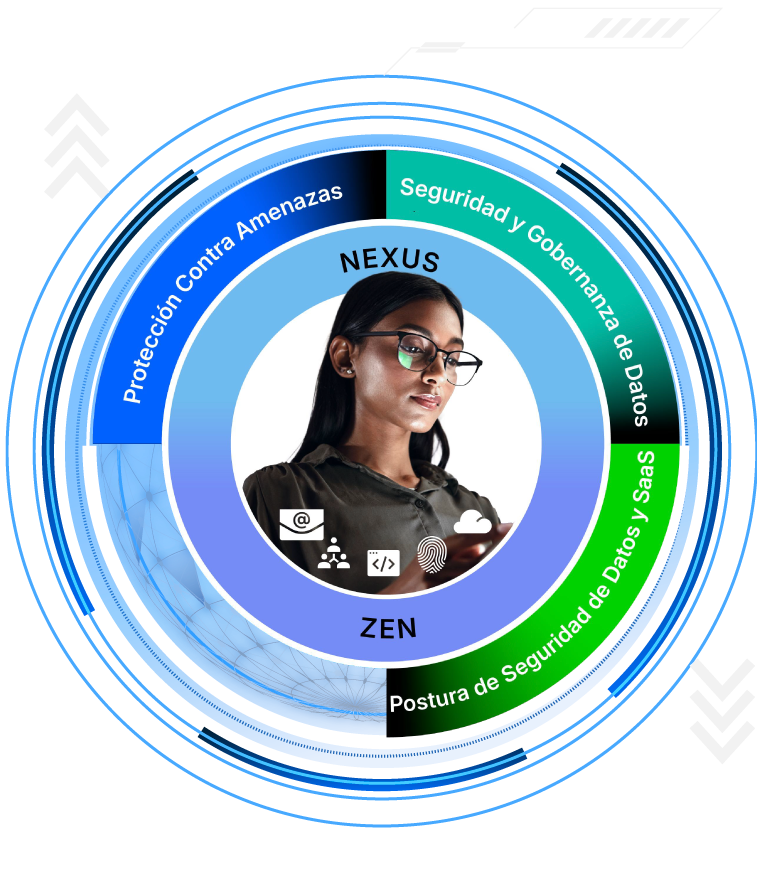 Protección Contra Amenazas
Seguridad y Gobernanza de Datos
NEXUS
@
</>
ZEN
Postura de Seguridad de Datos y SaaS